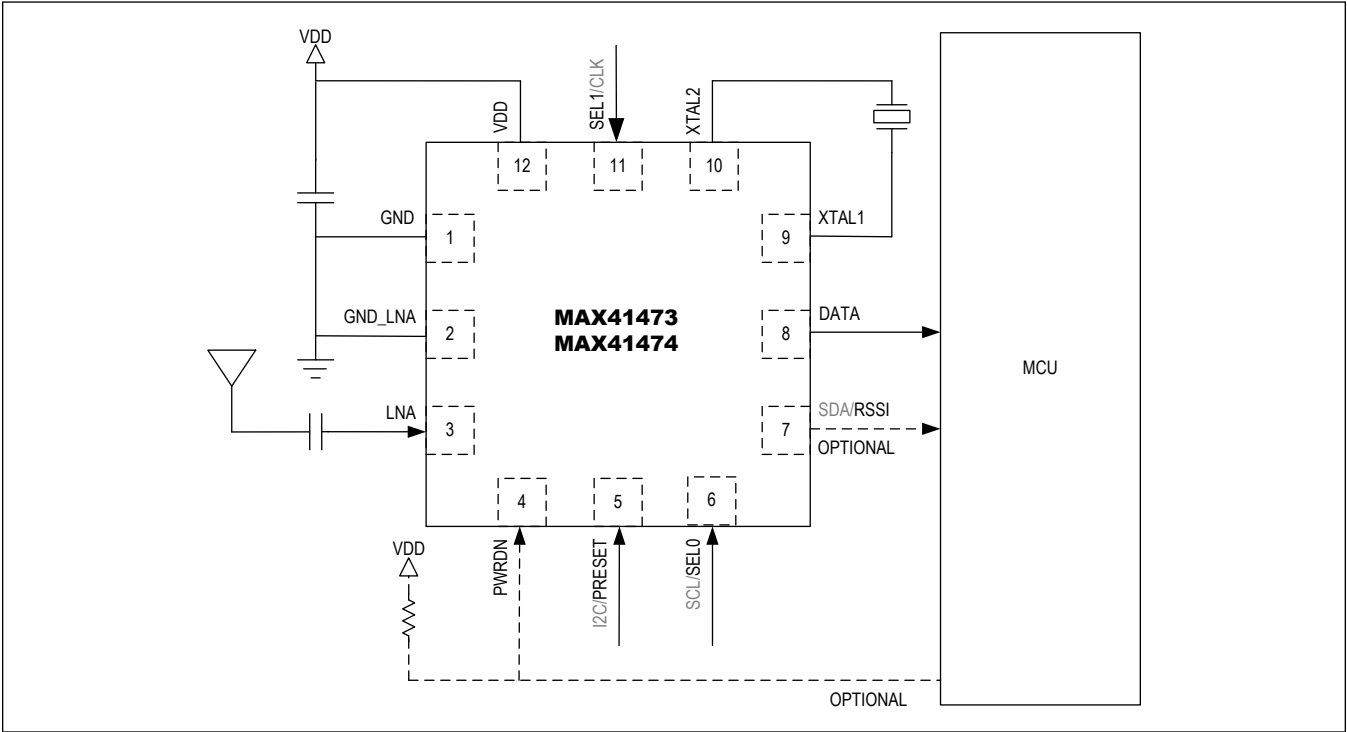 VDD
VDD
SEL1/CLK
XTAL2
12
11
10
GND
1
9
XTAL1
GND_LNA
2
MAX41473
MAX41474
8
DATA
MCU
LNA
3
7
SDA/RSSI
OPTIONAL
4
5
6
VDD
PWRDN
I2C/PRESET
SCL/SEL0
OPTIONAL